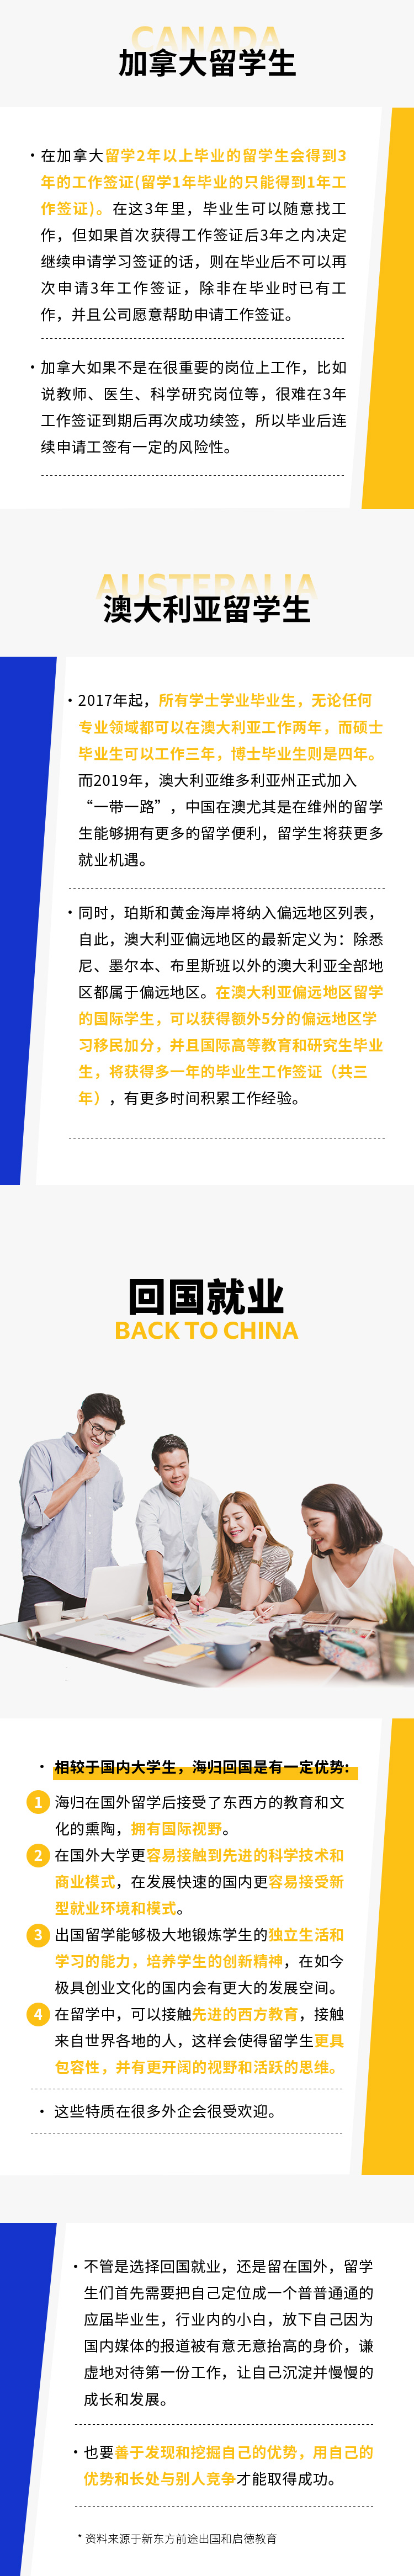 CANADA
加拿大留学生
·在加拿大留学2年以上毕业的留学生会得到3
年的工作签证(留学1年毕业的只能得到1年工
作签证)。在这3年里，毕业生可以随意找工
作，但如果首次获得工作签证后3年之内决定
继续申请学习签证的话，则在毕业后不可以再
次申请3年工作签证，除非在毕业时已有工
作，并且公司愿意帮助申请工作签证。
·加拿大如果不是在很重要的岗位上工作，比如
说教师、医生、科学研究岗位等，很难在3年
工作签证到期后再次成功续签，所以毕业后连
续申请工签有一定的风险性。
AUSTERALIA
澳大利亚留学生
·2017年起，所有学士学业毕业生，无论任何
专业领域都可以在澳大利亚工作两年，而硕士
毕业生可以工作三年，博士毕业生则是四年。
而2019年，澳大利亚维多利亚州正式加入
“一带一路”，中国在澳尤其是在维州的留学
生能够拥有更多的留学便利，留学生将获更多
就业机遇。
·同时，珀斯和黄金海岸将纳入偏远地区列表，
自此，澳大利亚偏远地区的最新定义为：除悉
尼、墨尔本、布里斯班以外的澳大利亚全部地
区都属于偏远地区。在澳大利亚偏远地区留学
的国际学生，可以获得额外5分的偏远地区学
习移民加分，并且国际高等教育和研究生毕业
生，将获得多一年的毕业生工作签证（共三
年），有更多时间积累工作经验。
回国就业
BACK TO CHINA
·相较于国内大学生，海归回国是有一定优势:
1 海归在国外留学后接受了东西方的教育和文
化的熏陶，拥有国际视野。
2 在国外大学更容易接触到先进的科学技术和
商业模式，在发展快速的国内更容易接受新
型就业环境和模式。
3 出国留学能够极大地锻炼学生的独立生活和
学习的能力，培养学生的创新精神，在如今
极具创业文化的国内会有更大的发展空间。
4 在留学中，可以接触先进的西方教育，接触
来自世界各地的人，这样会使得留学生更具
包容性，并有更开阔的视野和活跃的思维。
·这些特质在很多外企会很受欢迎。
·不管是选择回国就业，还是留在国外，留学
生们首先需要把自己定位成一个普普通通的
应届毕业生，行业内的小白，放下自己因为
国内媒体的报道被有意无意抬高的身价，谦
虚地对待第一份工作，让自己沉淀并慢慢的
成长和发展。
·也要善于发现和挖掘自己的优势，用自己的
优势和长处与别人竞争才能取得成功。
* 资料来源于新东方前途出国和启德教育